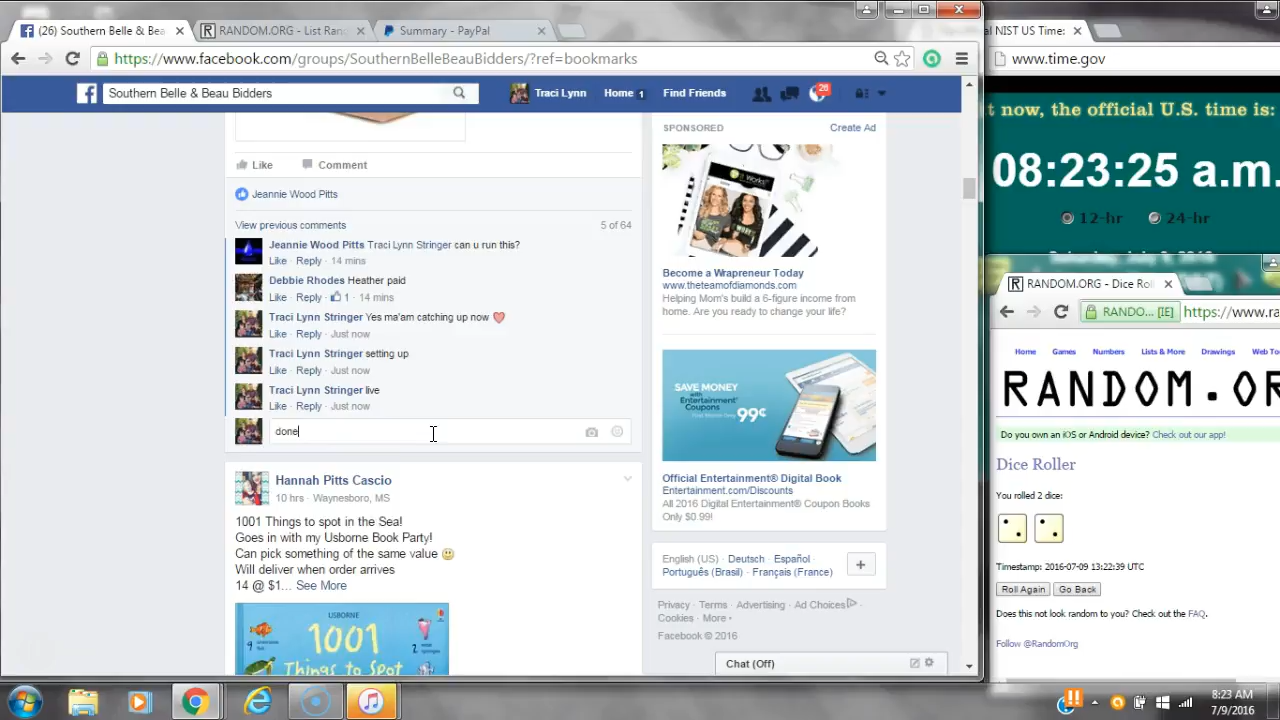 (26) Southern Belle & Bea
RANDOM.ORG - List Ran
Summary - PayPal
https://www.facebook.com/groups/SouthernBelleBeauBidders/?ref=bookmarks
Southern Belle & Beau Bidders
Traci Lynn
Home 1
Find Friends
26
Like
Comment
Jeannie Wood Pitts
View previous comments
5 of 64
Jeannie Wood Pitts Traci Lynn Stringer can u run this?
Like · Reply · 14 mins
Debbie Rhodes Heather paid
Like · Reply · 1 · 14 mins
Traci Lynn Stringer Yes ma'am catching up now
Like · Reply · Just now
Traci Lynn Stringer setting up
Like · Reply · Just now
Traci Lynn Stringer live
Like · Reply · Just now
done
Hannah Pitts Cascio
10 hrs · Waynesboro, MS
1001 Things to spot in the Sea!
Goes in with my Usborne Book Party!
Can pick something of the same value
Will deliver when order arrives
14 @ $1... See More
USBORNE
1001
Things to Spot
SPONSORED
Create Ad
Become a Wrapreneur Today
www.theteamofdiamonds.com
Helping Mom's build a 6-figure income from
home. Are you ready to change your life?
SAVE MONEY
with
Entertainment®
Coupons
99¢
Official Entertainment® Digital Book
Entertainment.com/Discounts
All 2016 Digital Entertainment® Coupon Books
Only $0.99!
English (US) · Deutsch · Español ·
Português (Brasil) · Français (France)
Privacy · Terms · Advertising · Ad Choices ·
Cookies · More ·
Facebook © 2016
Chat (Off)
al NIST US Time:
www.time.gov
t now, the official U.S. time is:
08:23:25 a.m.
12-hr
24-hr
RANDOM.ORG - Dice Rol
RANDO... [IE]
https://www.ra
Home
Games
Numbers
Lists & More
Drawings
Web To
RANDOM.OR
Do you own an iOS or Android device? Check out our app!
Dice Roller
You rolled 2 dice:
Timestamp: 2016-07-09 13:22:39 UTC
Roll Again
Go Back
Does this not look random to you? Check out the FAQ.
Follow @RandomOrg
8:23 AM
7/9/2016